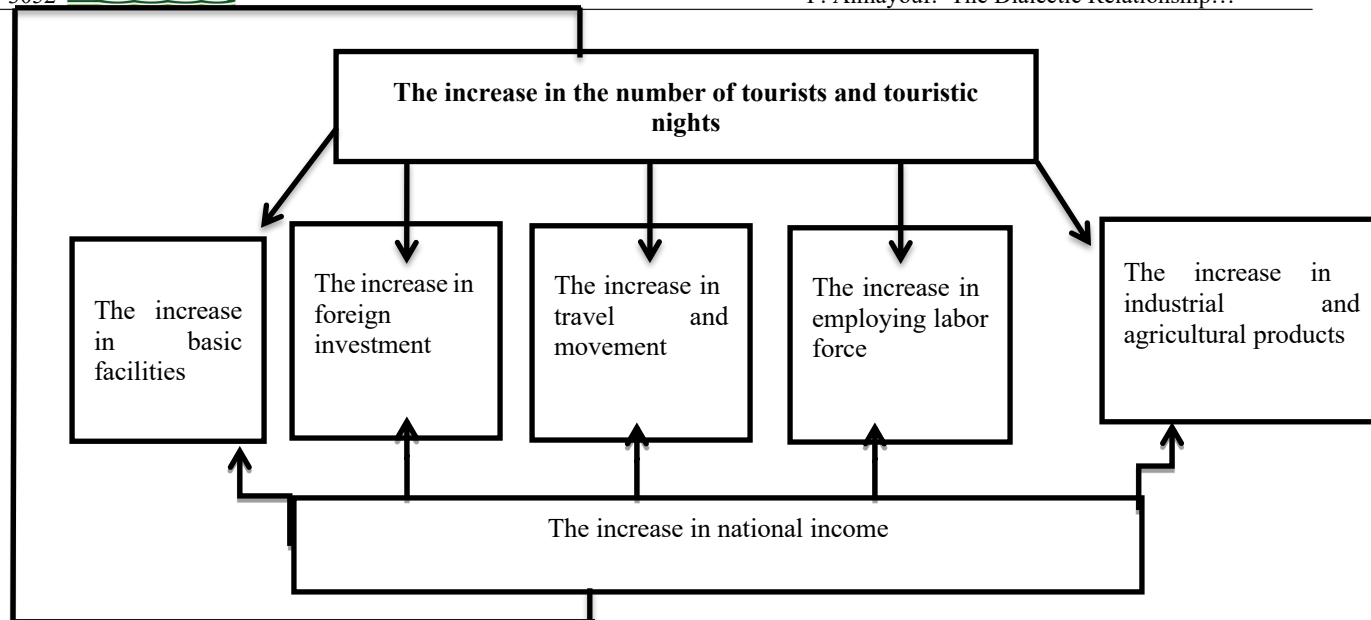 The Dialectic Relationship…
The increase in the number of tourists and touristic
nights
The increase
in basic
facilities
The increase in
foreign
investment
The increase in
travel and
movement
The increase in
employing labor
force
The increase in
industrial and
agricultural products
The increase in national income